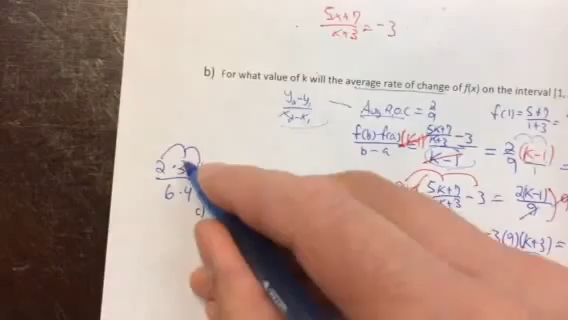 5x+7
x+3 = -3
b) For what value of k will the average rate of change of f(x) on the interval [1,
y₂-y₁
x₂-x₁
Avg R.O.C = 2/9
f(1) = 5+7
1+3 =
f(b)-f(a)
b-a
5k+7
k+3 -3
k-1
= 2
9 (k-1)
1
5k+7
k+3 -3 = 2(k-1)
9
-3(9)(k+3) =
2 · 3
6 · 4
c)